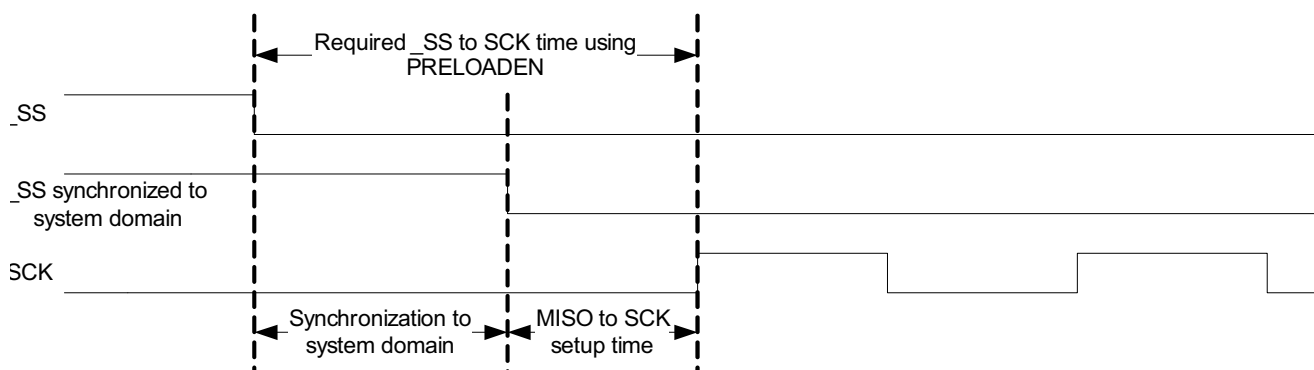 Required _SS to SCK time using
PRELOADEN
_SS
_SS synchronized to
system domain
SCK
Synchronization to
system domain
MISO to SCK
setup time